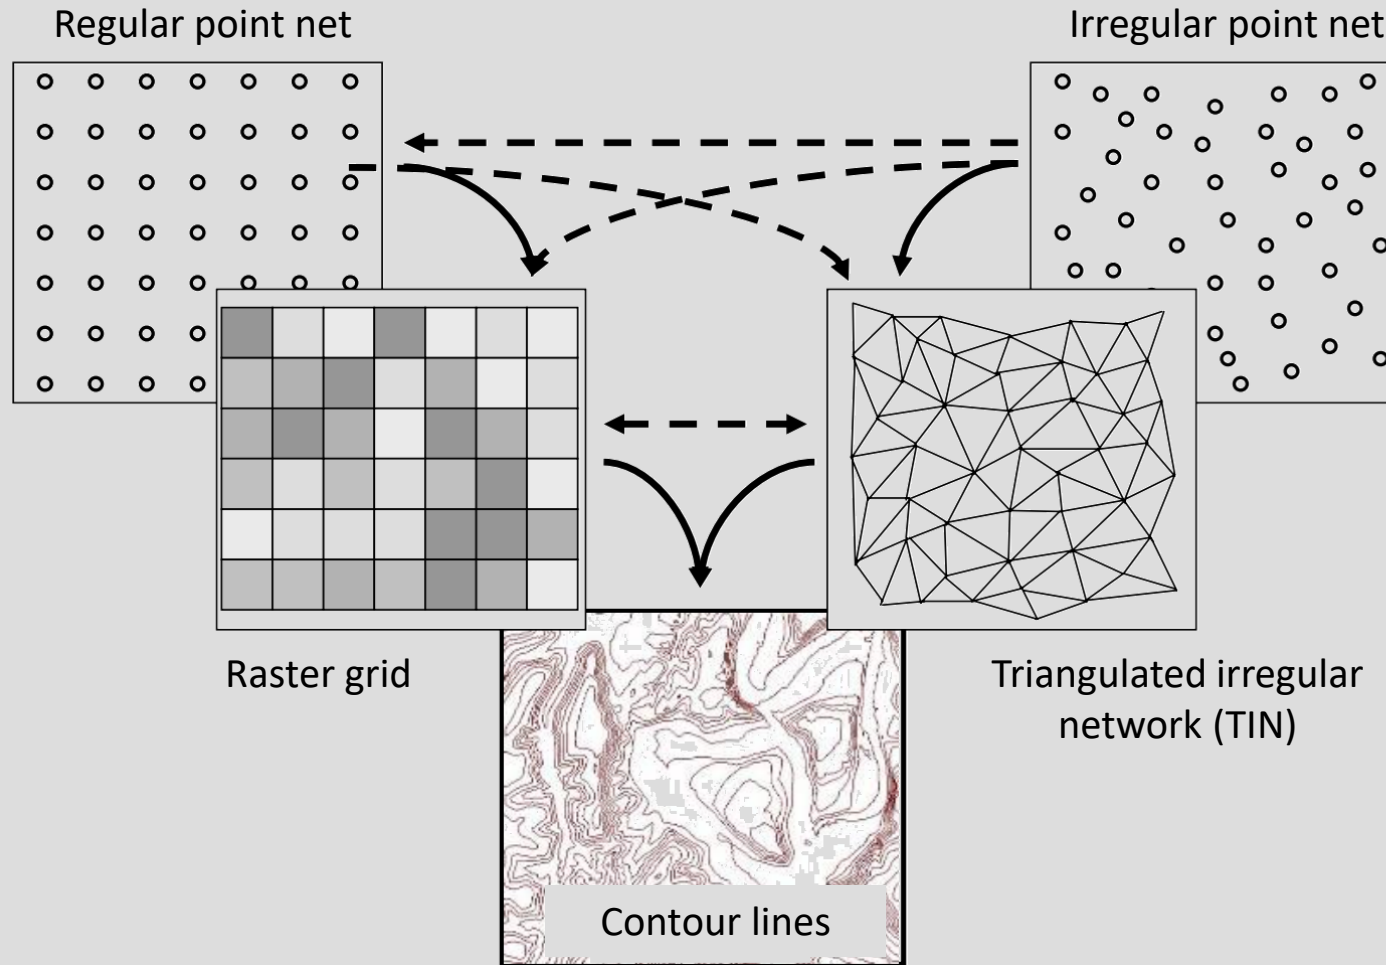 Regular point net
Irregular point net
Raster grid
Triangulated irregular
network (TIN)
Contour lines